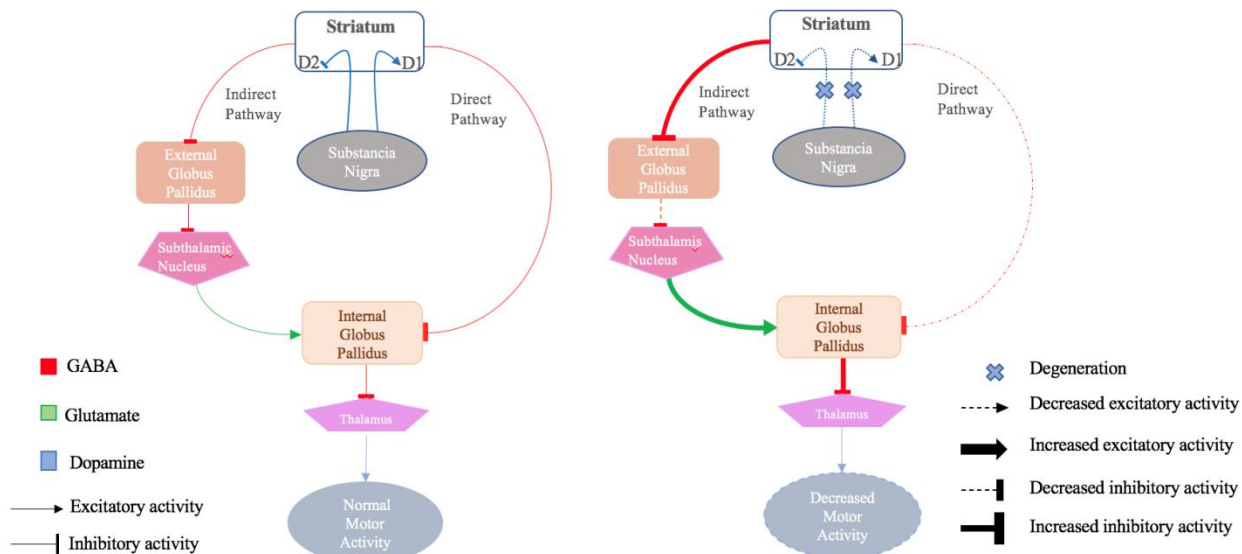 Striatum
D2
D1
Indirect
Pathway
Direct
Pathway
External
Globus
Pallidus
Substancia
Nigra
Subthalamic
Nucleus
Internal
Globus
Pallidus
Thalamus
Normal
Motor
Activity
GABA
Glutamate
Dopamine
Excitatory activity
Inhibitory activity
Striatum
D2
D1
Indirect
Pathway
Direct
Pathway
External
Globus
Pallidus
Substancia
Nigra
Subthalamis
Nucleus
Internal
Globus
Pallidus
Thalamus
Decreased
Motor
Activity
Degeneration
Decreased excitatory activity
Increased excitatory activity
Decreased inhibitory activity
Increased inhibitory activity